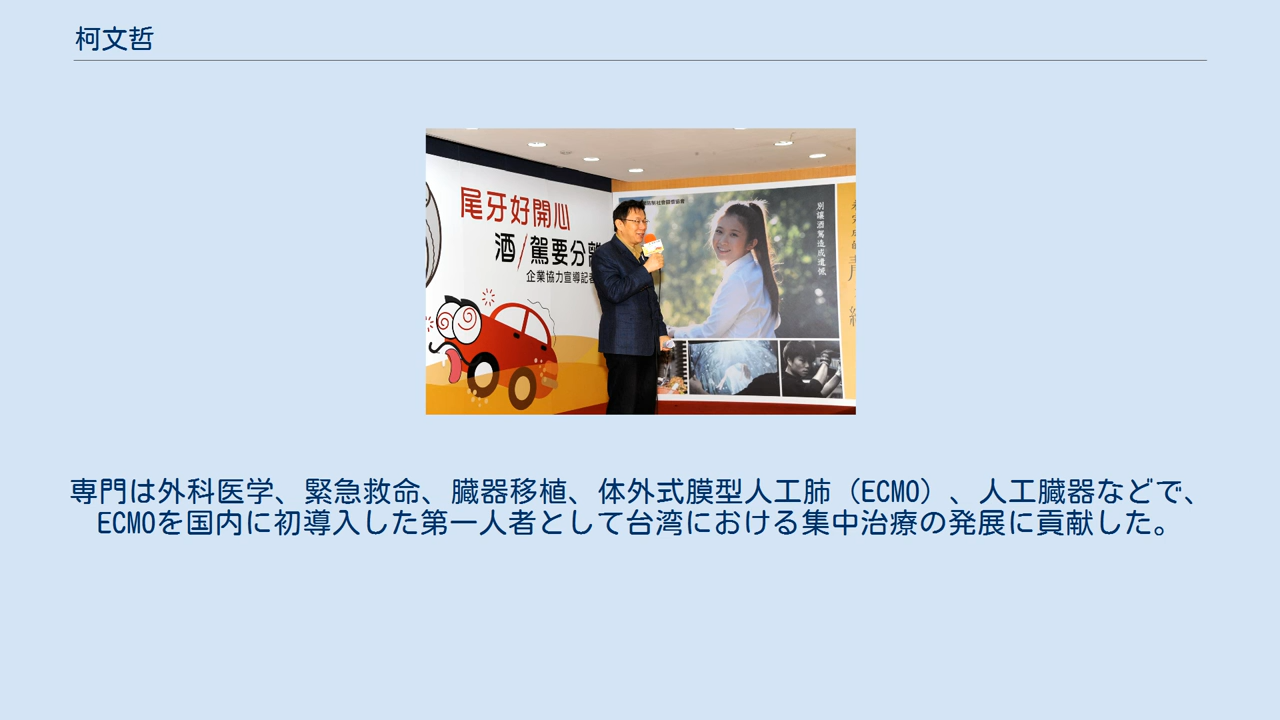 柯文哲
尾牙好開心
酒/駕要分離
企業協力宣導記者
別讓酒駕造成遺憾
専門は外科医学、緊急救命、臓器移植、体外式膜型人工肺（ECMO）、人工臓器などで、
ECMOを国内に初導入した第一人者として台湾における集中治療の発展に貢献した。